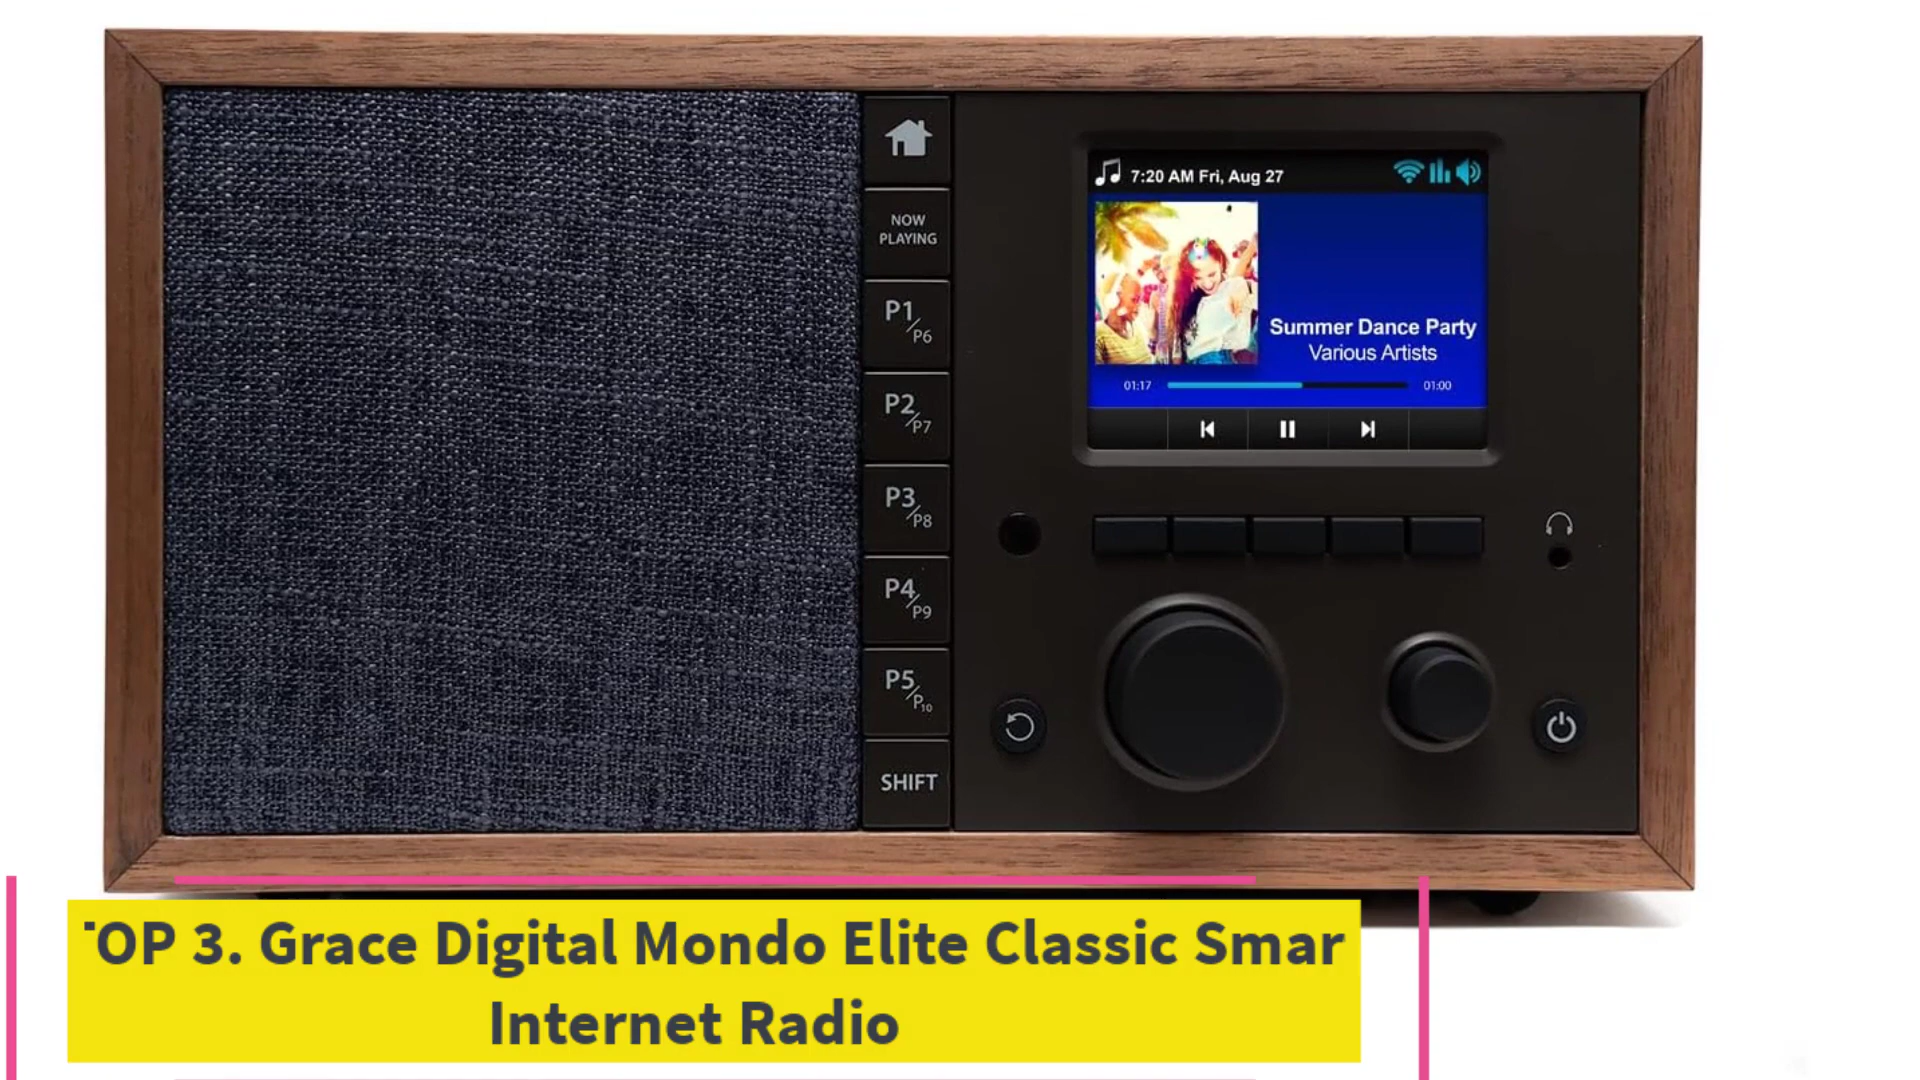 7:20 AM Fri, Aug 27
NOW
PLAYING
Summer Dance Party
Various Artists
01:17
01:00
P1/P6
P2/P7
P3/P8
P4/P9
P5/P10
SHIFT
OP 3. Grace Digital Mondo Elite Classic Smar
Internet Radio